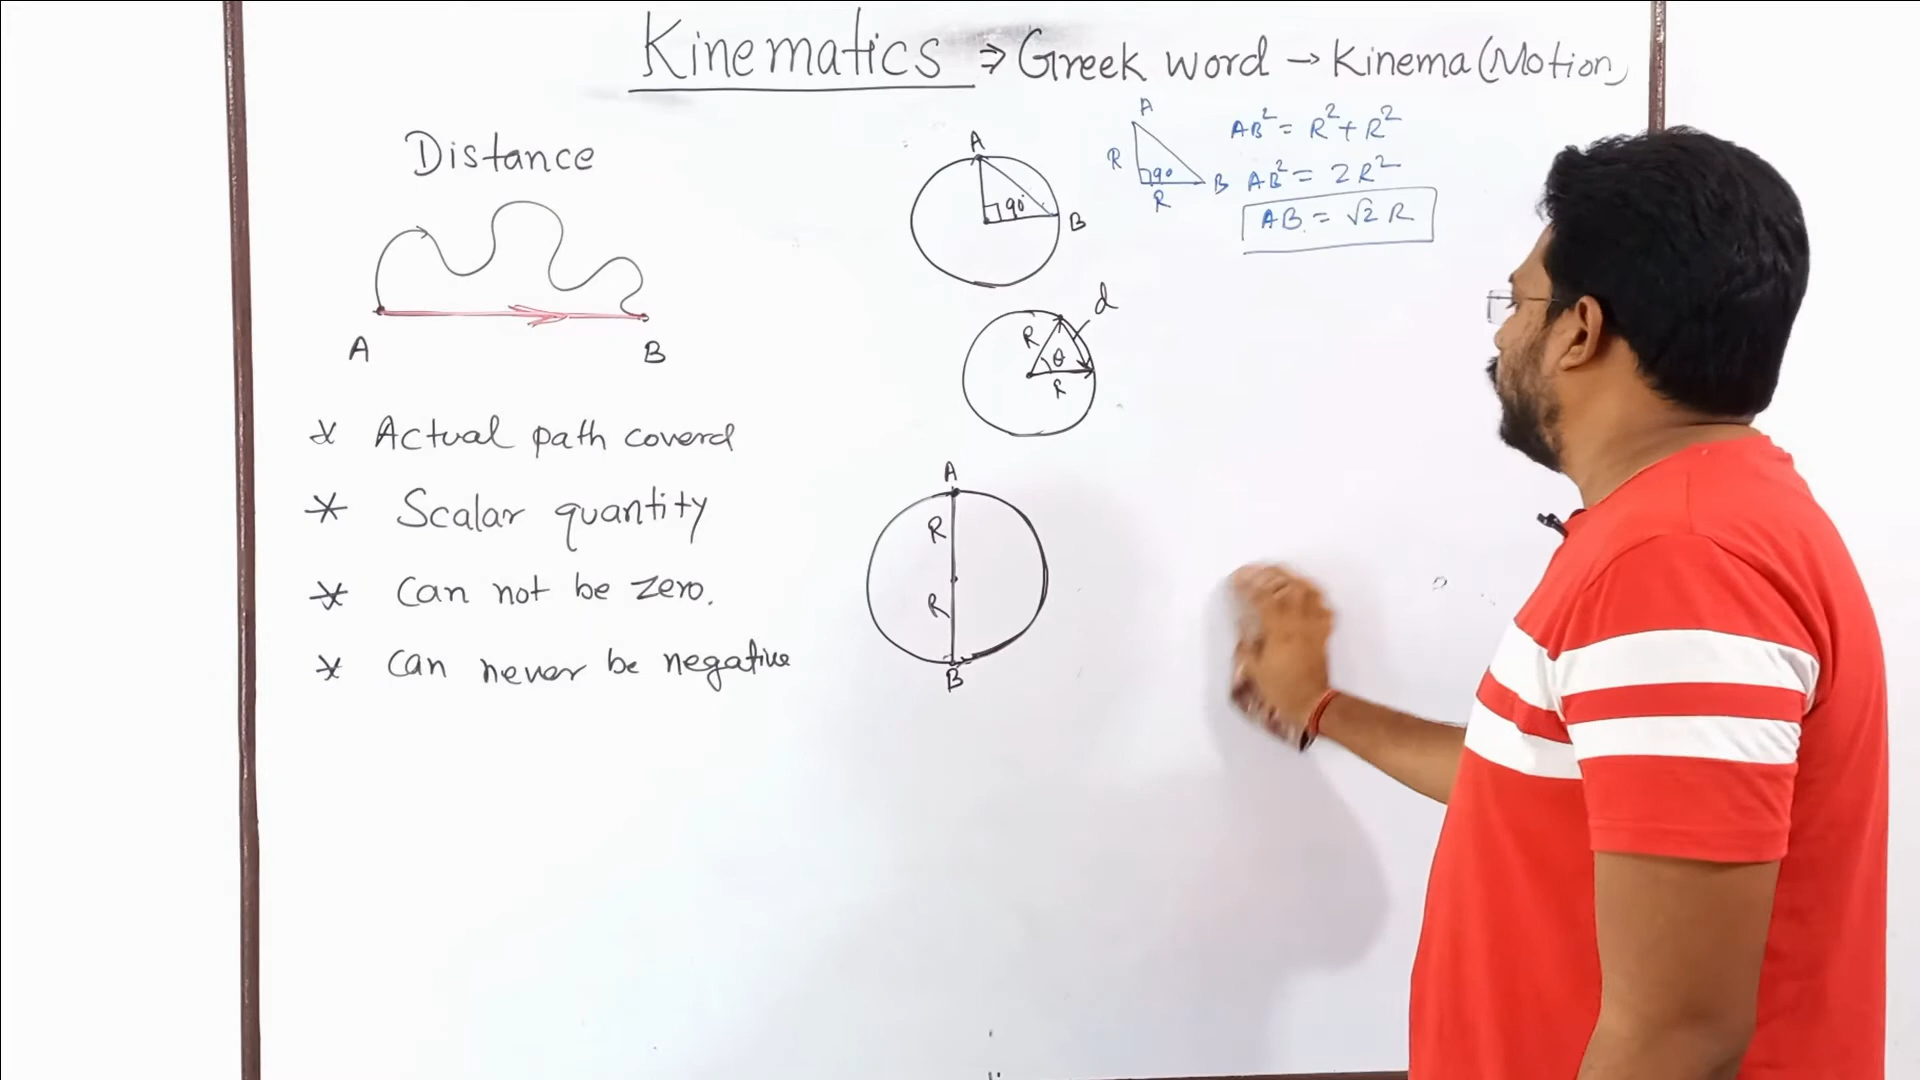 Kinematics ⇒ Greek word → Kinema (Motion)
Distance
A B
* Actual path coverd
* Scalar quantity
* Can not be zero.
* Can never be negative
A
90°
B
A
R 90 B
R
AB² = R² + R²
AB² = 2R²
AB = √2 R
d
R θ
R
A
R
R
B